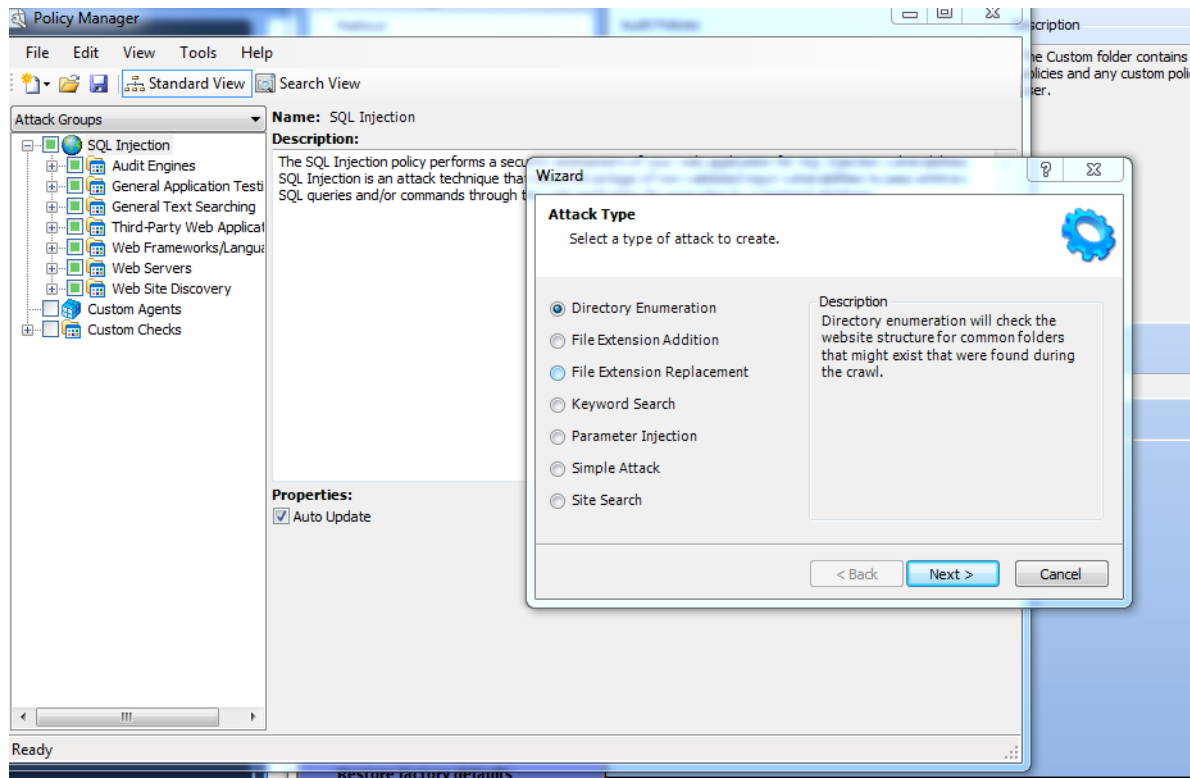 Policy Manager
File Edit View Tools Help
Standard View Search View
Attack Groups
SQL Injection
Audit Engines
General Application Testi
General Text Searching
Third-Party Web Applicat
Web Frameworks/Langua
Web Servers
Web Site Discovery
Custom Agents
Custom Checks
Name: SQL Injection
Description:
The SQL Injection policy performs a secu
SQL Injection is an attack technique that
SQL queries and/or commands through t
Properties:
Auto Update
Wizard
Attack Type
Select a type of attack to create.
Directory Enumeration
File Extension Addition
File Extension Replacement
Keyword Search
Parameter Injection
Simple Attack
Site Search
Description
Directory enumeration will check the
website structure for common folders
that might exist that were found during
the crawl.
< Back Next > Cancel
Ready
scription
e Custom folder contains
licies and any custom poli
ser.
Restore factory defaults